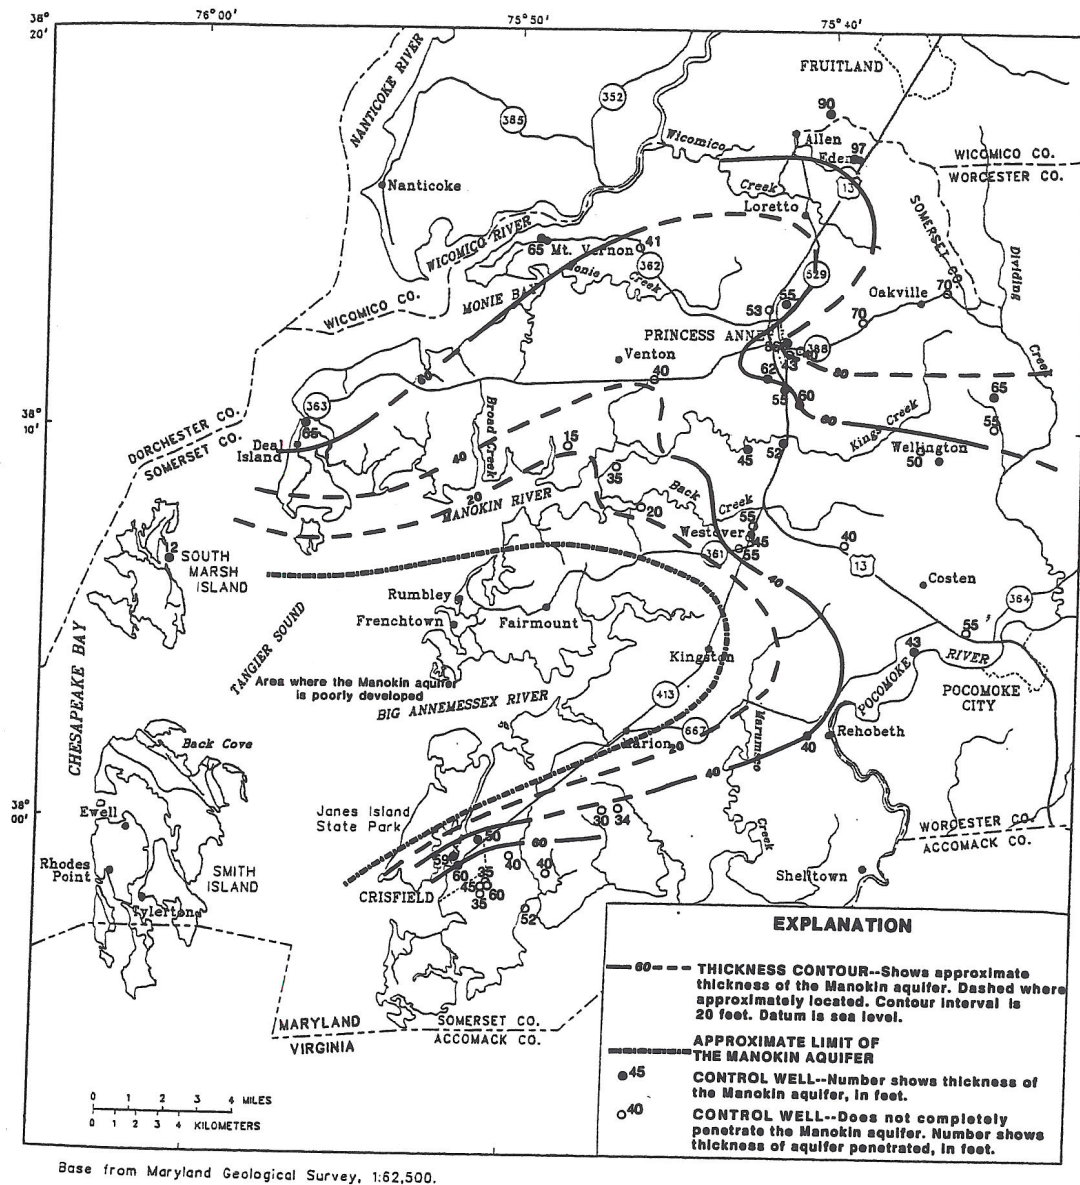 38°
20'
76° 00'
75° 50'
75° 40'
FRUITLAND
NANTICOKE RIVER
352
385
90
Wicomico
Allen
97
Eden
WICOMICO CO.
WORCESTER CO.
13
Nanticoke
Creek
Loretto
SOMERSET CO.
Dividing
Creek
WICOMICO RIVER
65
Mt. Vernon
41
362
Monie
Creek
MONIE BAY
WICOMICO CO.
529
55
53
Oakville
70
70
PRINCESS ANNE
388
43
80
Venton
40
62
55
60
60
60
65
55
363
65
Deal
Island
38°
10'
DORCHESTER CO.
SOMERSET CO.
Broad Creek
40
15
20
MANOKIN RIVER
35
45
52
Kings Creek
Wellington
50
Back
Creek
20
55
Westover
45
55
361
40
40
13
Costen
364
12
SOUTH
MARSH
ISLAND
Rumbley
Frenchtown
Fairmount
TANGIER SOUND
Area where the Manokin aquifer
is poorly developed
BIG ANNEMESSEX RIVER
Kingston
413
55
43
RIVER
POCOMOKE
POCOMOKE
CITY
CHESAPEAKE BAY
Back Cove
667
Marion
20
Marumsco
Creek
40
40
Rehobeth
38°
00'
Ewell
Janes Island
State Park
30
34
WORCESTER CO.
ACCOMACK CO.
50
60
59
60
40
40
35
45
60
35
52
CRISFIELD
Rhodes
Point
SMITH
ISLAND
Tylerton
Shelltown
MARYLAND
VIRGINIA
SOMERSET CO.
ACCOMACK CO.
EXPLANATION
60 THICKNESS CONTOUR--Shows approximate
thickness of the Manokin aquifer. Dashed where
approximately located. Contour interval is
20 feet. Datum is sea level.
APPROXIMATE LIMIT OF
THE MANOKIN AQUIFER
45 CONTROL WELL--Number shows thickness of
the Manokin aquifer, in feet.
40 CONTROL WELL--Does not completely
penetrate the Manokin aquifer. Number shows
thickness of aquifer penetrated, in feet.
0 1 2 3 4 MILES
0 1 2 3 4 KILOMETERS
Base from Maryland Geological Survey, 1:62,500.